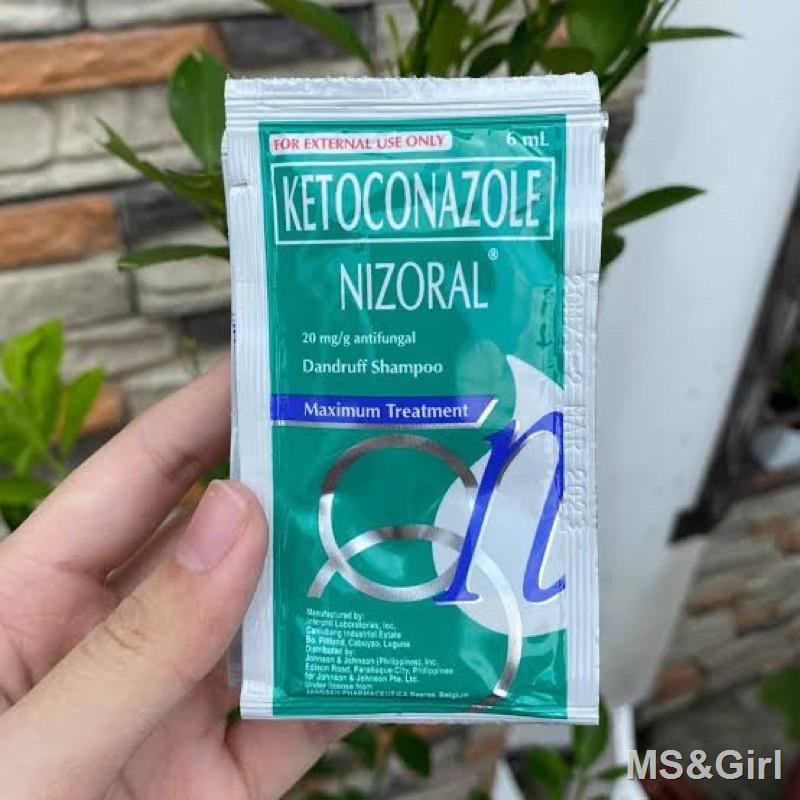 FOR EXTERNAL USE ONLY
6 mL
KETOCONAZOLE
NIZORAL®
20 mg/g antifungal
Dandruff Shampoo
Maximum Treatment
n
Manufactured by:
Interphil Laboratories, Inc.
Canlubang Industrial Estate
Bo. Pittland, Cabuyao, Laguna
Distributed by:
Johnson & Johnson (Philippines), Inc.
Edison Road, Parañaque City, Philippines
for Johnson & Johnson Pte. Ltd.
Under license from
JANSSEN PHARMACEUTICA Beerse, Belgium
MAR
MS&Girl